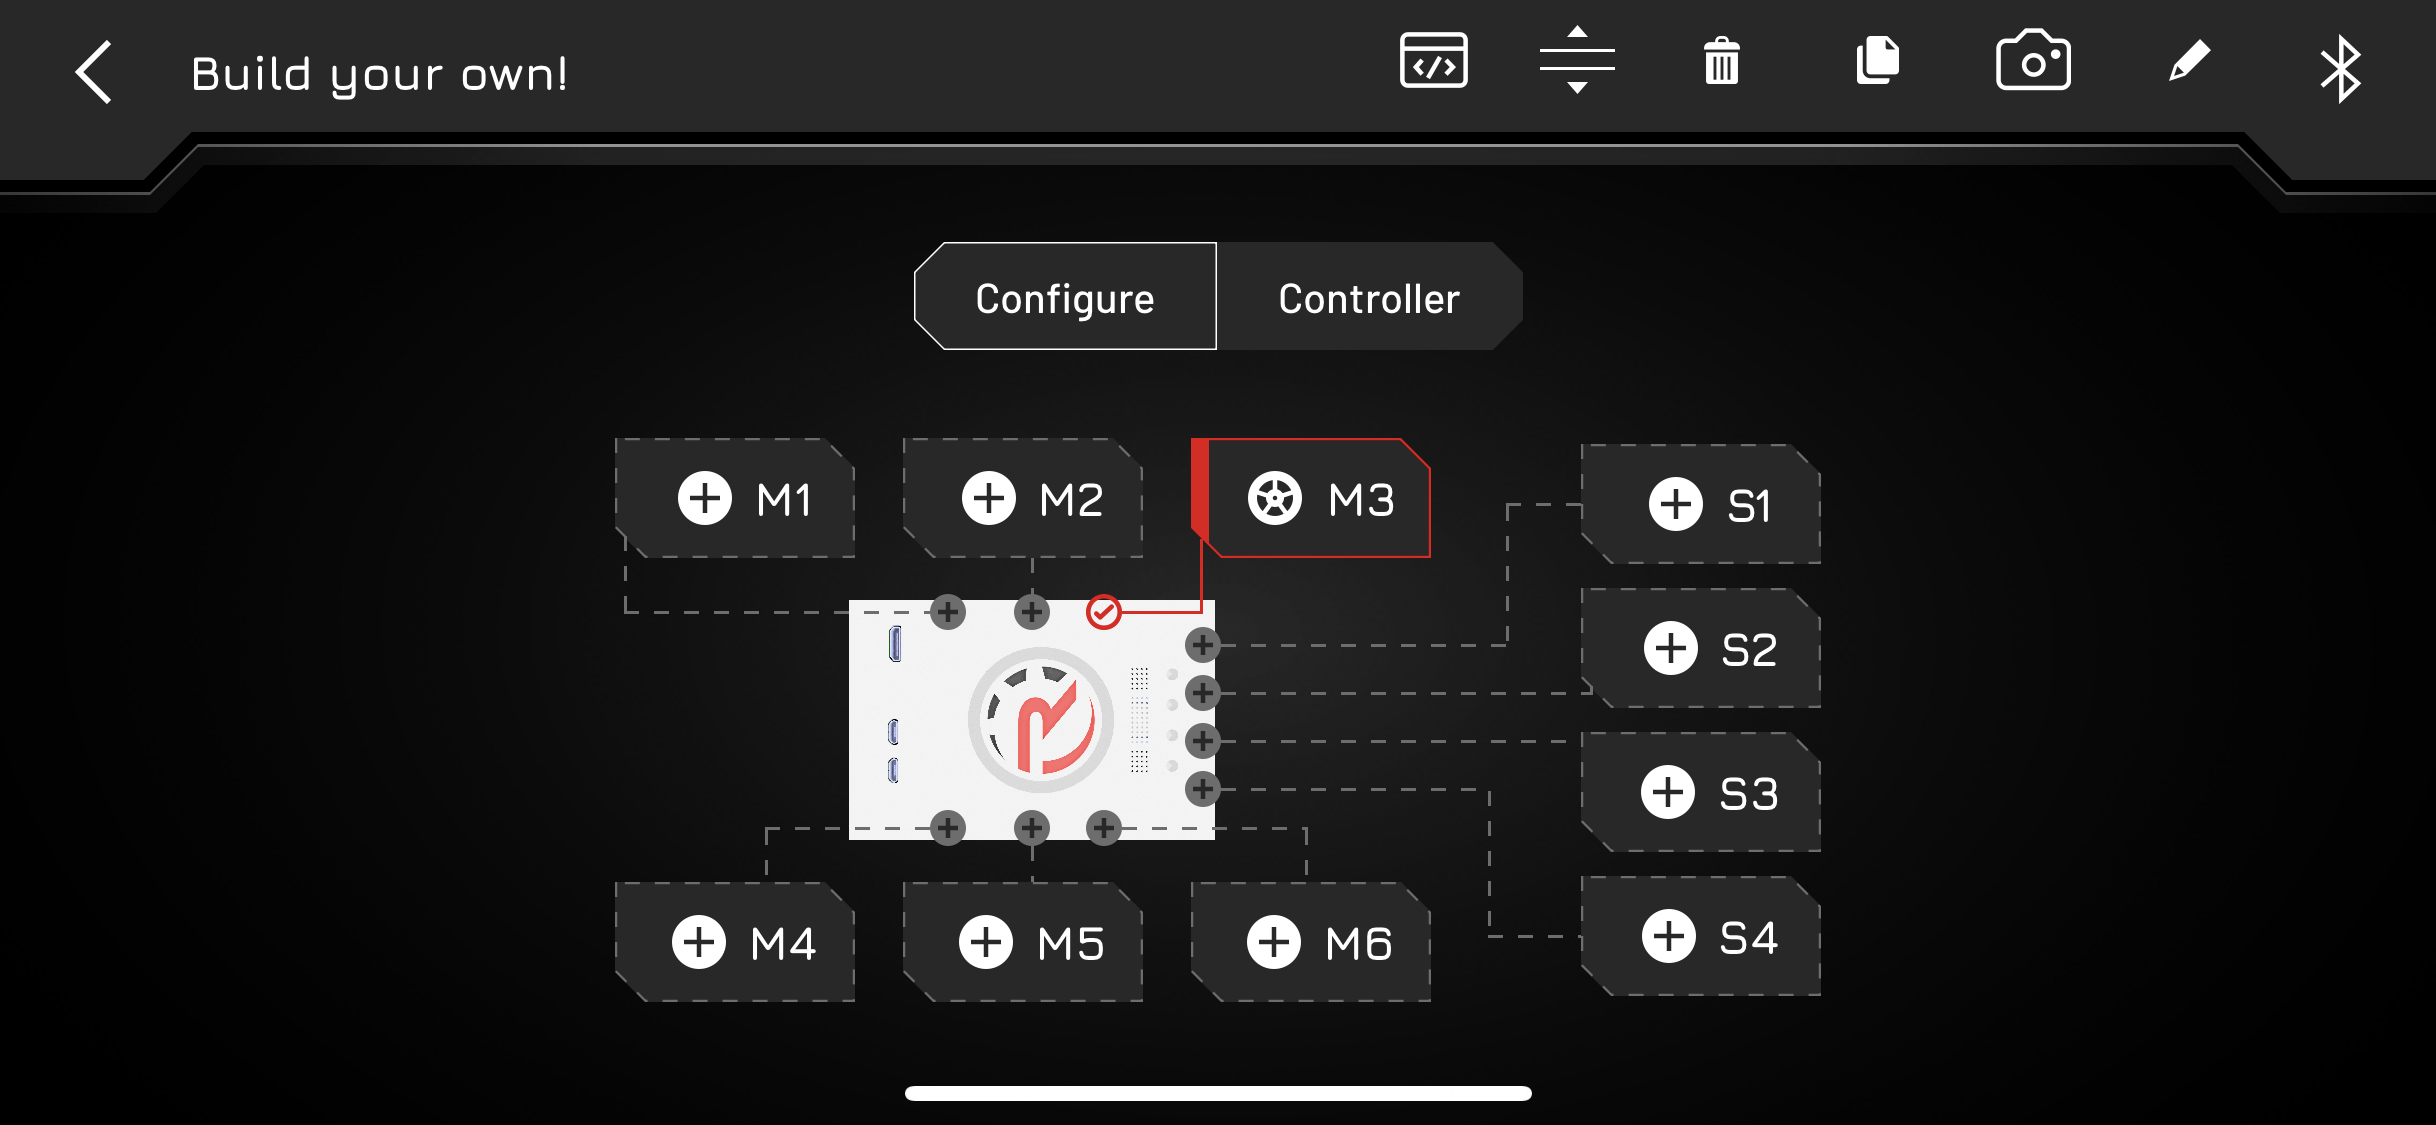 Build your own!
Configure Controller
M1 M2 M3 S1
S2
S3
M4 M5 M6 S4